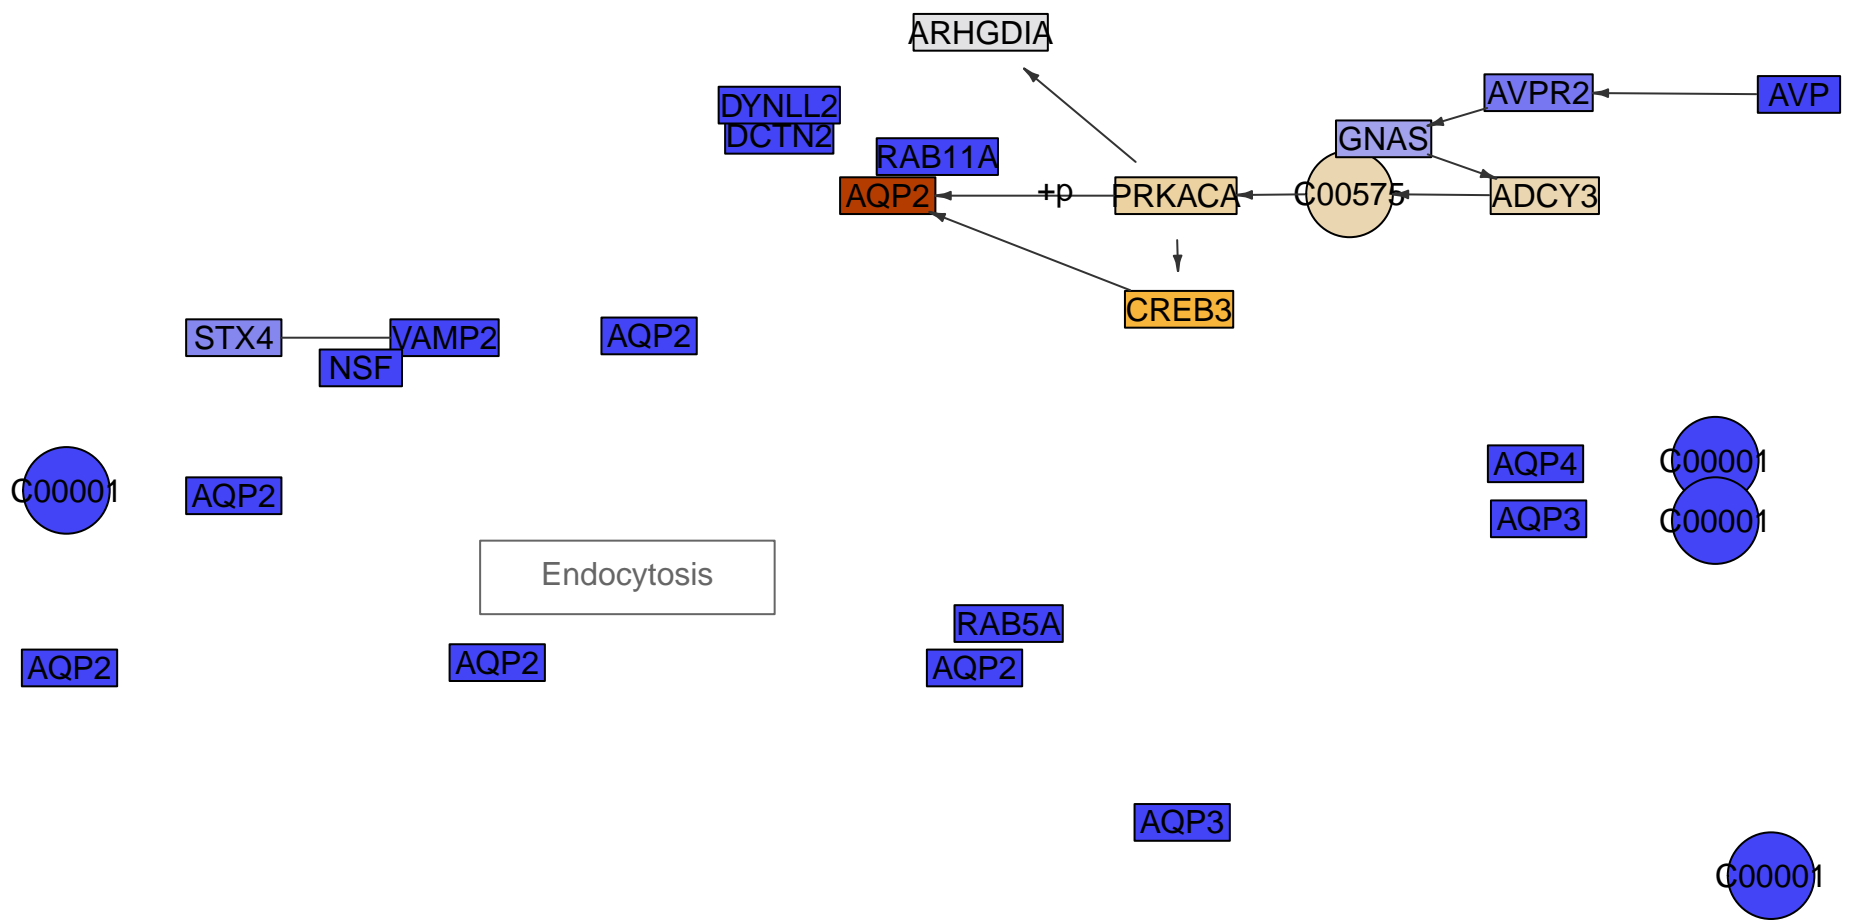 ARHGDIA
DYNLL2
AVPR2
AVP
DCTN2
GNAS
RAB11A
AQP2
+p
PRKACA
C00575
ADCY3
CREB3
STX4
VAMP2
AQP2
NSF
C00001
AQP2
AQP4
C00001
AQP3
C00001
Endocytosis
RAB5A
AQP2
AQP2
AQP2
AQP3
C00001